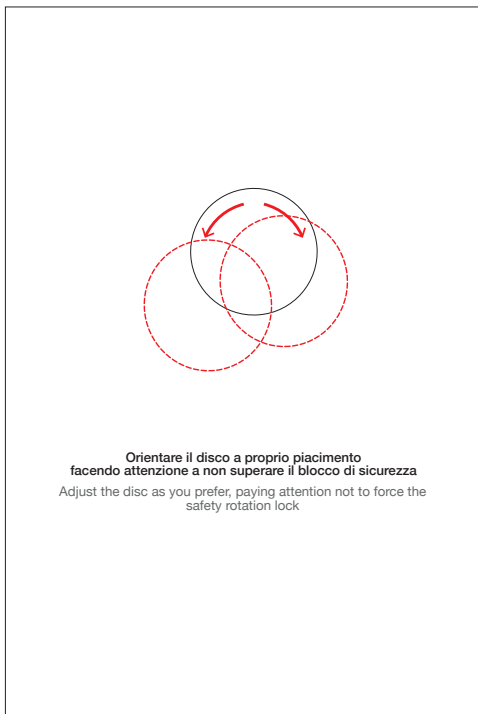 Orientare il disco a proprio piacimento
facendo attenzione a non superare il blocco di sicurezza
Adjust the disc as you prefer, paying attention not to force the
safety rotation lock